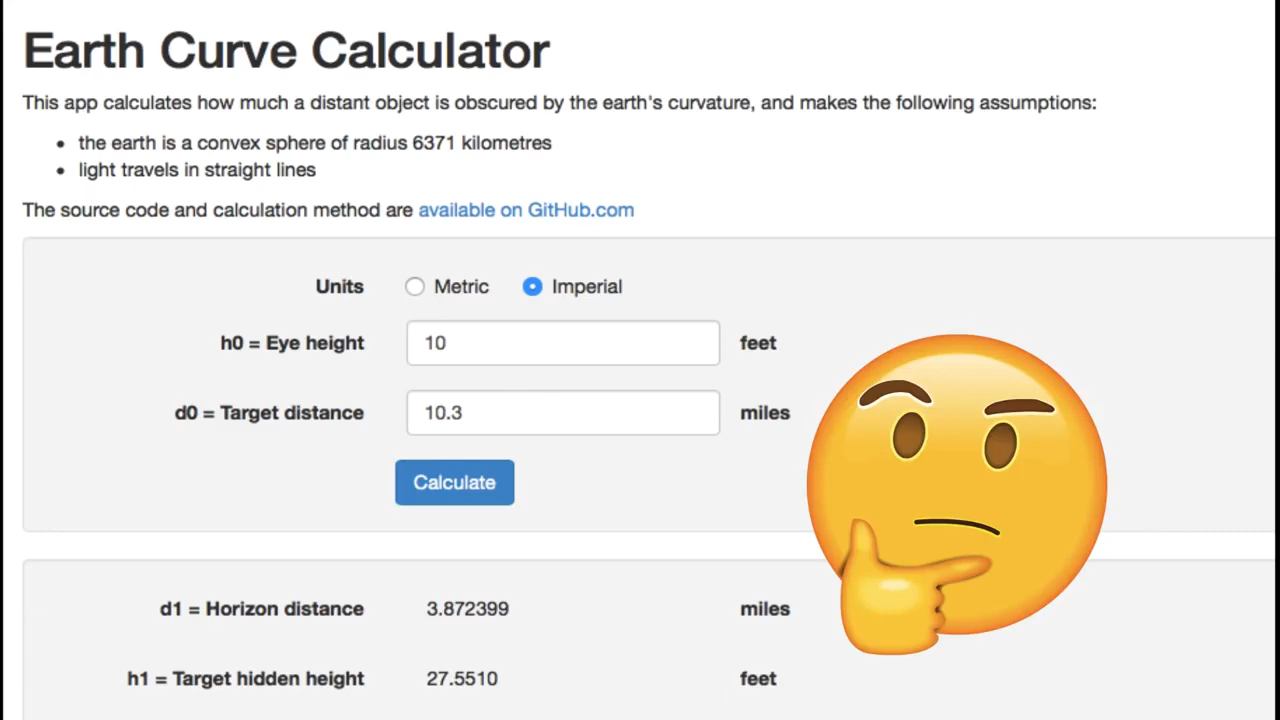 Earth Curve Calculator
This app calculates how much a distant object is obscured by the earth's curvature, and makes the following assumptions:
• the earth is a convex sphere of radius 6371 kilometres
• light travels in straight lines
The source code and calculation method are available on GitHub.com
Units Metric Imperial
h0 = Eye height 10 feet
d0 = Target distance 10.3 miles
Calculate
d1 = Horizon distance 3.872399 miles
h1 = Target hidden height 27.5510 feet